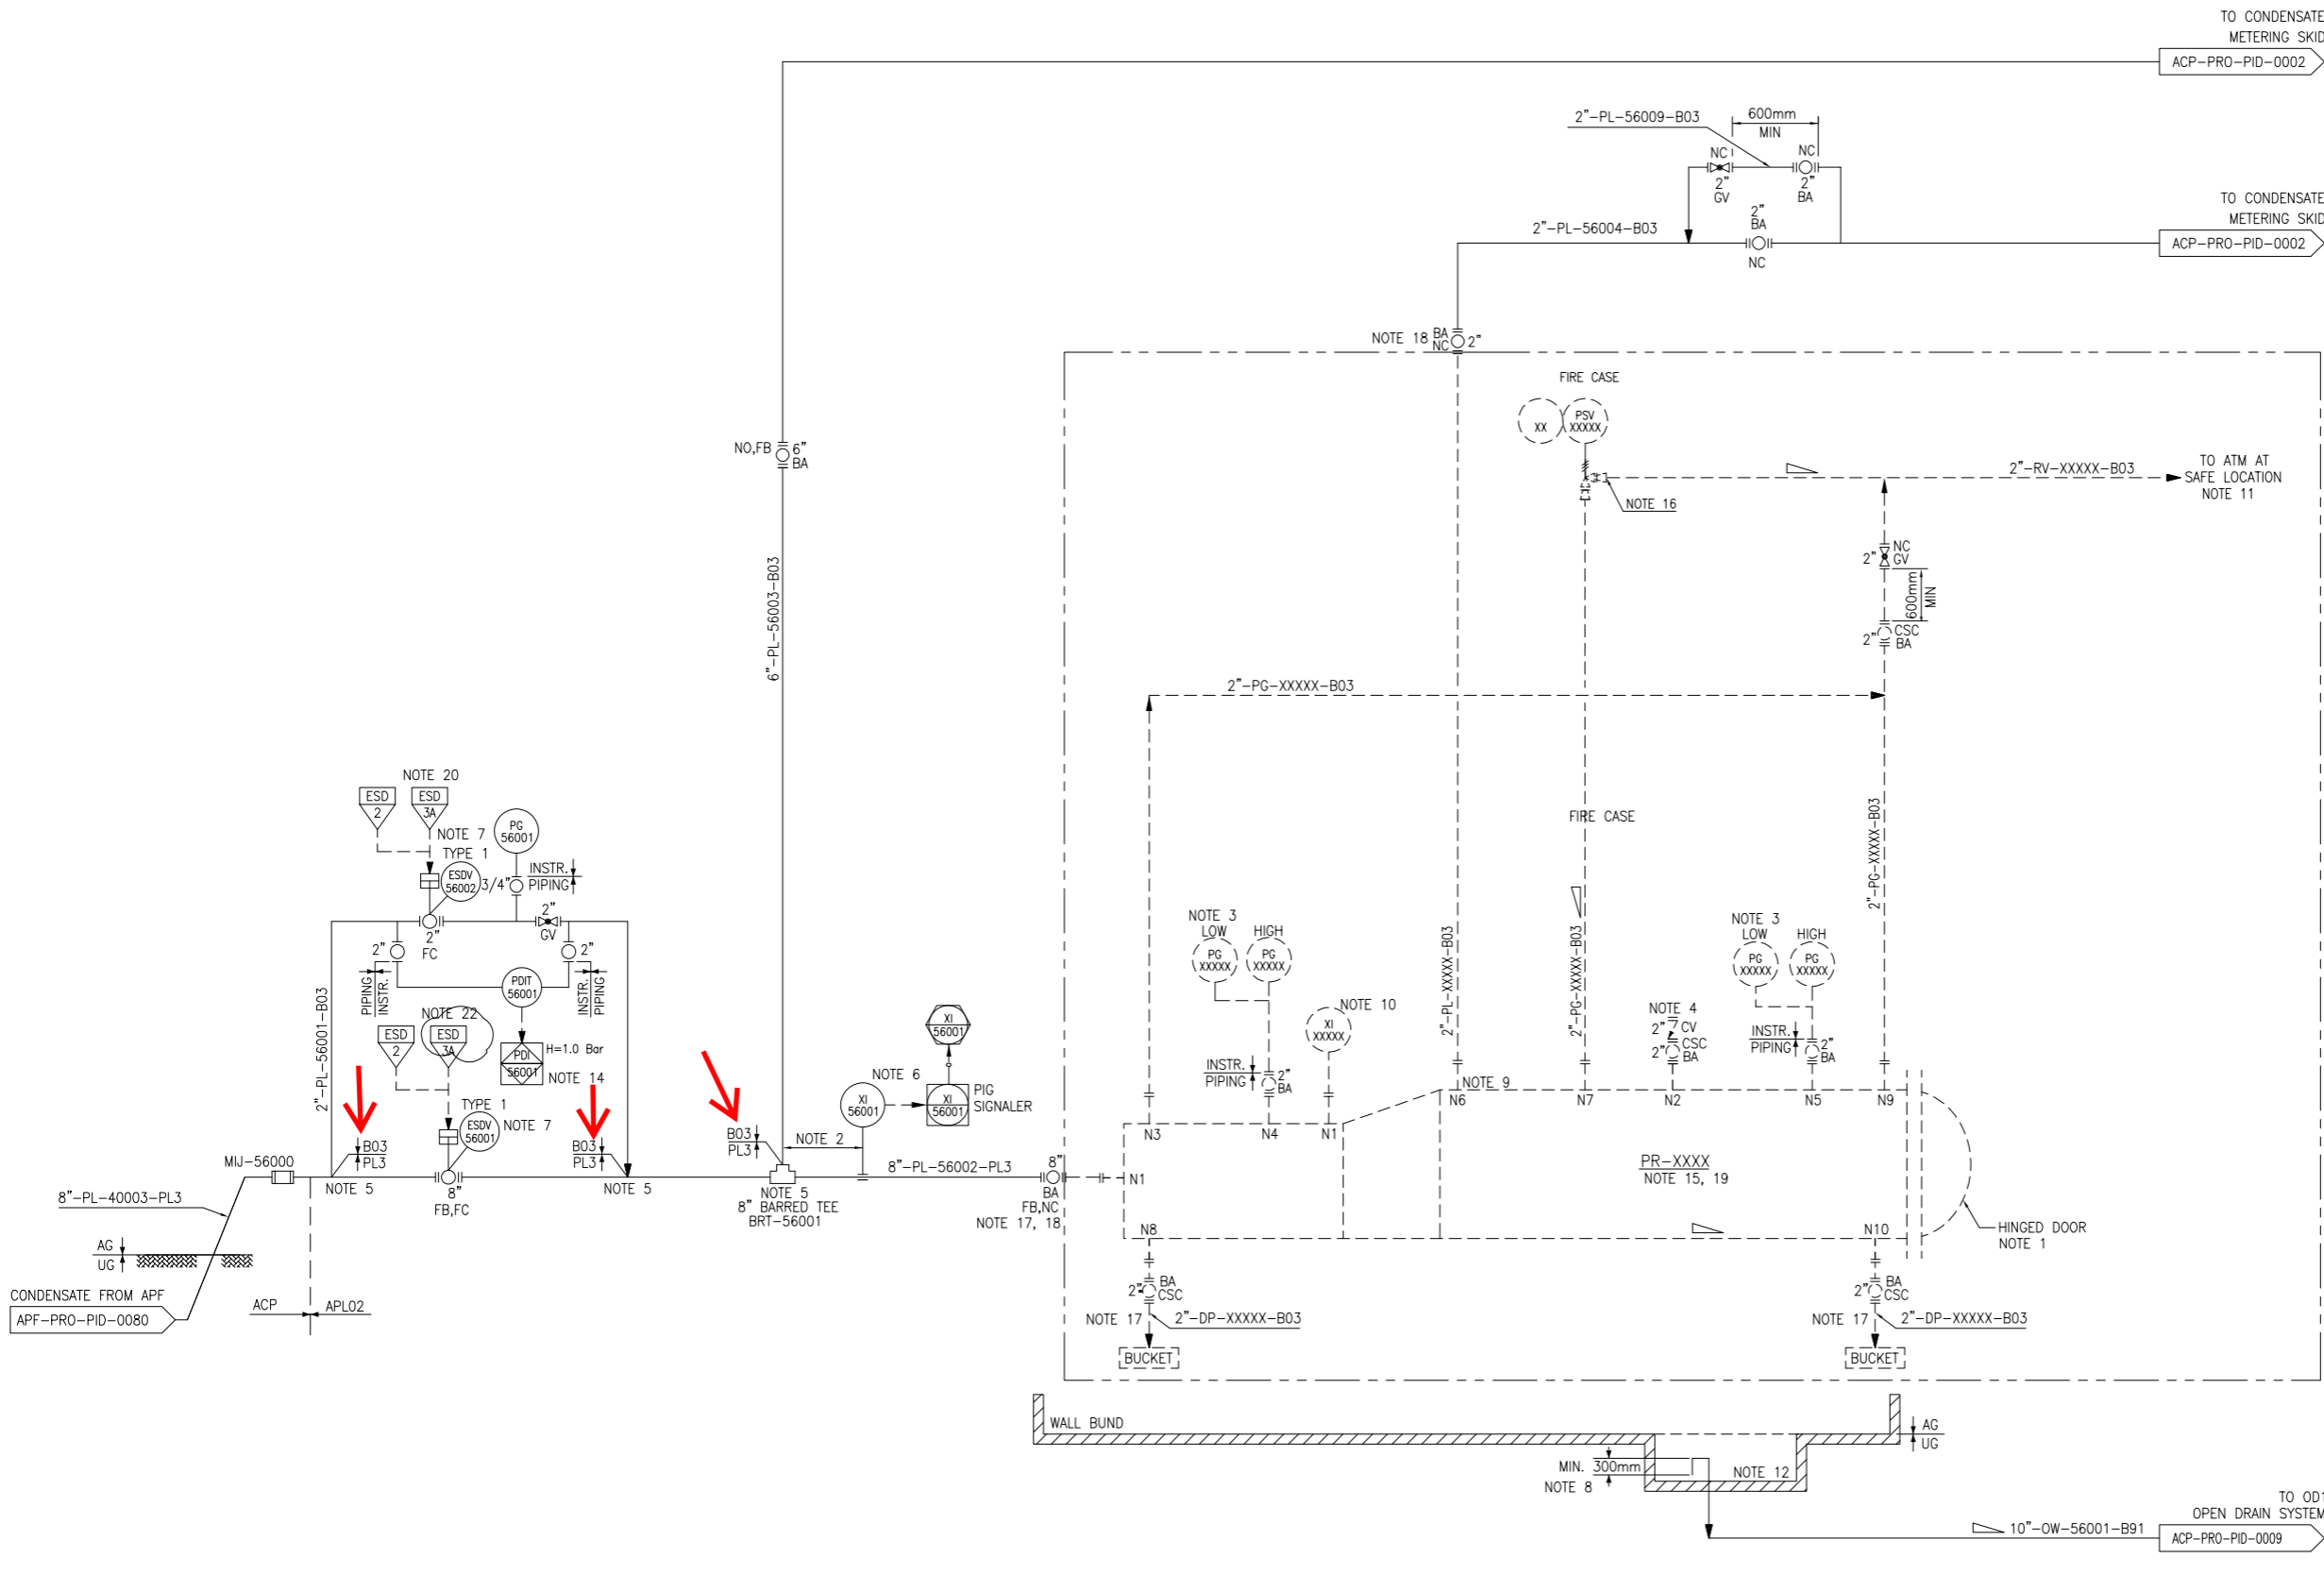 TO CONDENSATE
METERING SKID
ACP-PRO-PID-0002
2"-PL-56009-B03
600mm
MIN
NC
NC
2"
GV
2"
BA
TO CONDENSATE
METERING SKID
ACP-PRO-PID-0002
2"-PL-56004-B03
2"
BA
NC
NOTE 18
BA
NC
2"
FIRE CASE
XX
PSV
XXXXX
NO,FB
6"
BA
2"-RV-XXXXX-B03
TO ATM AT
SAFE LOCATION
NOTE 11
NOTE 16
2"
NC
GV
600mm
MIN
2"
CSC
BA
6"-PL-56003-B03
2"-PG-XXXXX-B03
NOTE 20
ESD
2
ESD
3A
NOTE 7
TYPE 1
PG
56001
ESDV
56002
3/4"
INSTR.
PIPING
FIRE CASE
2"-PG-XXXXX-B03
2"
FC
2"
GV
2"
2"
PIPING
INSTR.
PDIT
56001
INSTR.
PIPING
2"-PL-56001-B03
NOTE 3
LOW
HIGH
PG
XXXXX
PG
XXXXX
2"-PL-XXXXX-B03
2"-PG-XXXXX-B03
NOTE 3
LOW
HIGH
PG
XXXXX
PG
XXXXX
NOTE 22
ESD
2
ESD
3A
PDI
56001
H=1.0 Bar
NOTE 14
XI
56001
NOTE 10
XI
XXXXX
NOTE 4
2"
CV
CSC
2"
BA
INSTR.
PIPING
2"
BA
INSTR.
PIPING
2"
BA
NOTE 6
XI
56001
XI
56001
PIG
SIGNALER
NOTE 9
N6
N7
N2
N5
N9
TYPE 1
ESDV
56001
NOTE 7
B03
PL3
B03
PL3
B03
PL3
NOTE 2
N3
N4
N1
MIJ-56000
NOTE 5
8"
FB,FC
NOTE 5
NOTE 5
8" BARRED TEE
BRT-56001
8"-PL-56002-PL3
8"
BA
FB,NC
NOTE 17, 18
N1
PR-XXXX
NOTE 15, 19
8"-PL-40003-PL3
N8
N10
HINGED DOOR
NOTE 1
AG
UG
2"
BA
CSC
2"
BA
CSC
CONDENSATE FROM APF
APF-PRO-PID-0080
ACP
APL02
NOTE 17
2"-DP-XXXXX-B03
NOTE 17
2"-DP-XXXXX-B03
BUCKET
BUCKET
WALL BUND
AG
UG
MIN.
300mm
NOTE 8
NOTE 12
TO OD1
OPEN DRAIN SYSTEM
10"-OW-56001-B91
ACP-PRO-PID-0009